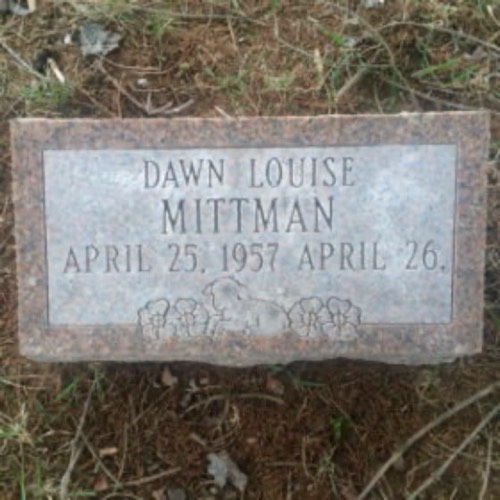 DAWN LOUISE
MITTMAN
APRIL 25, 1957 APRIL 26,